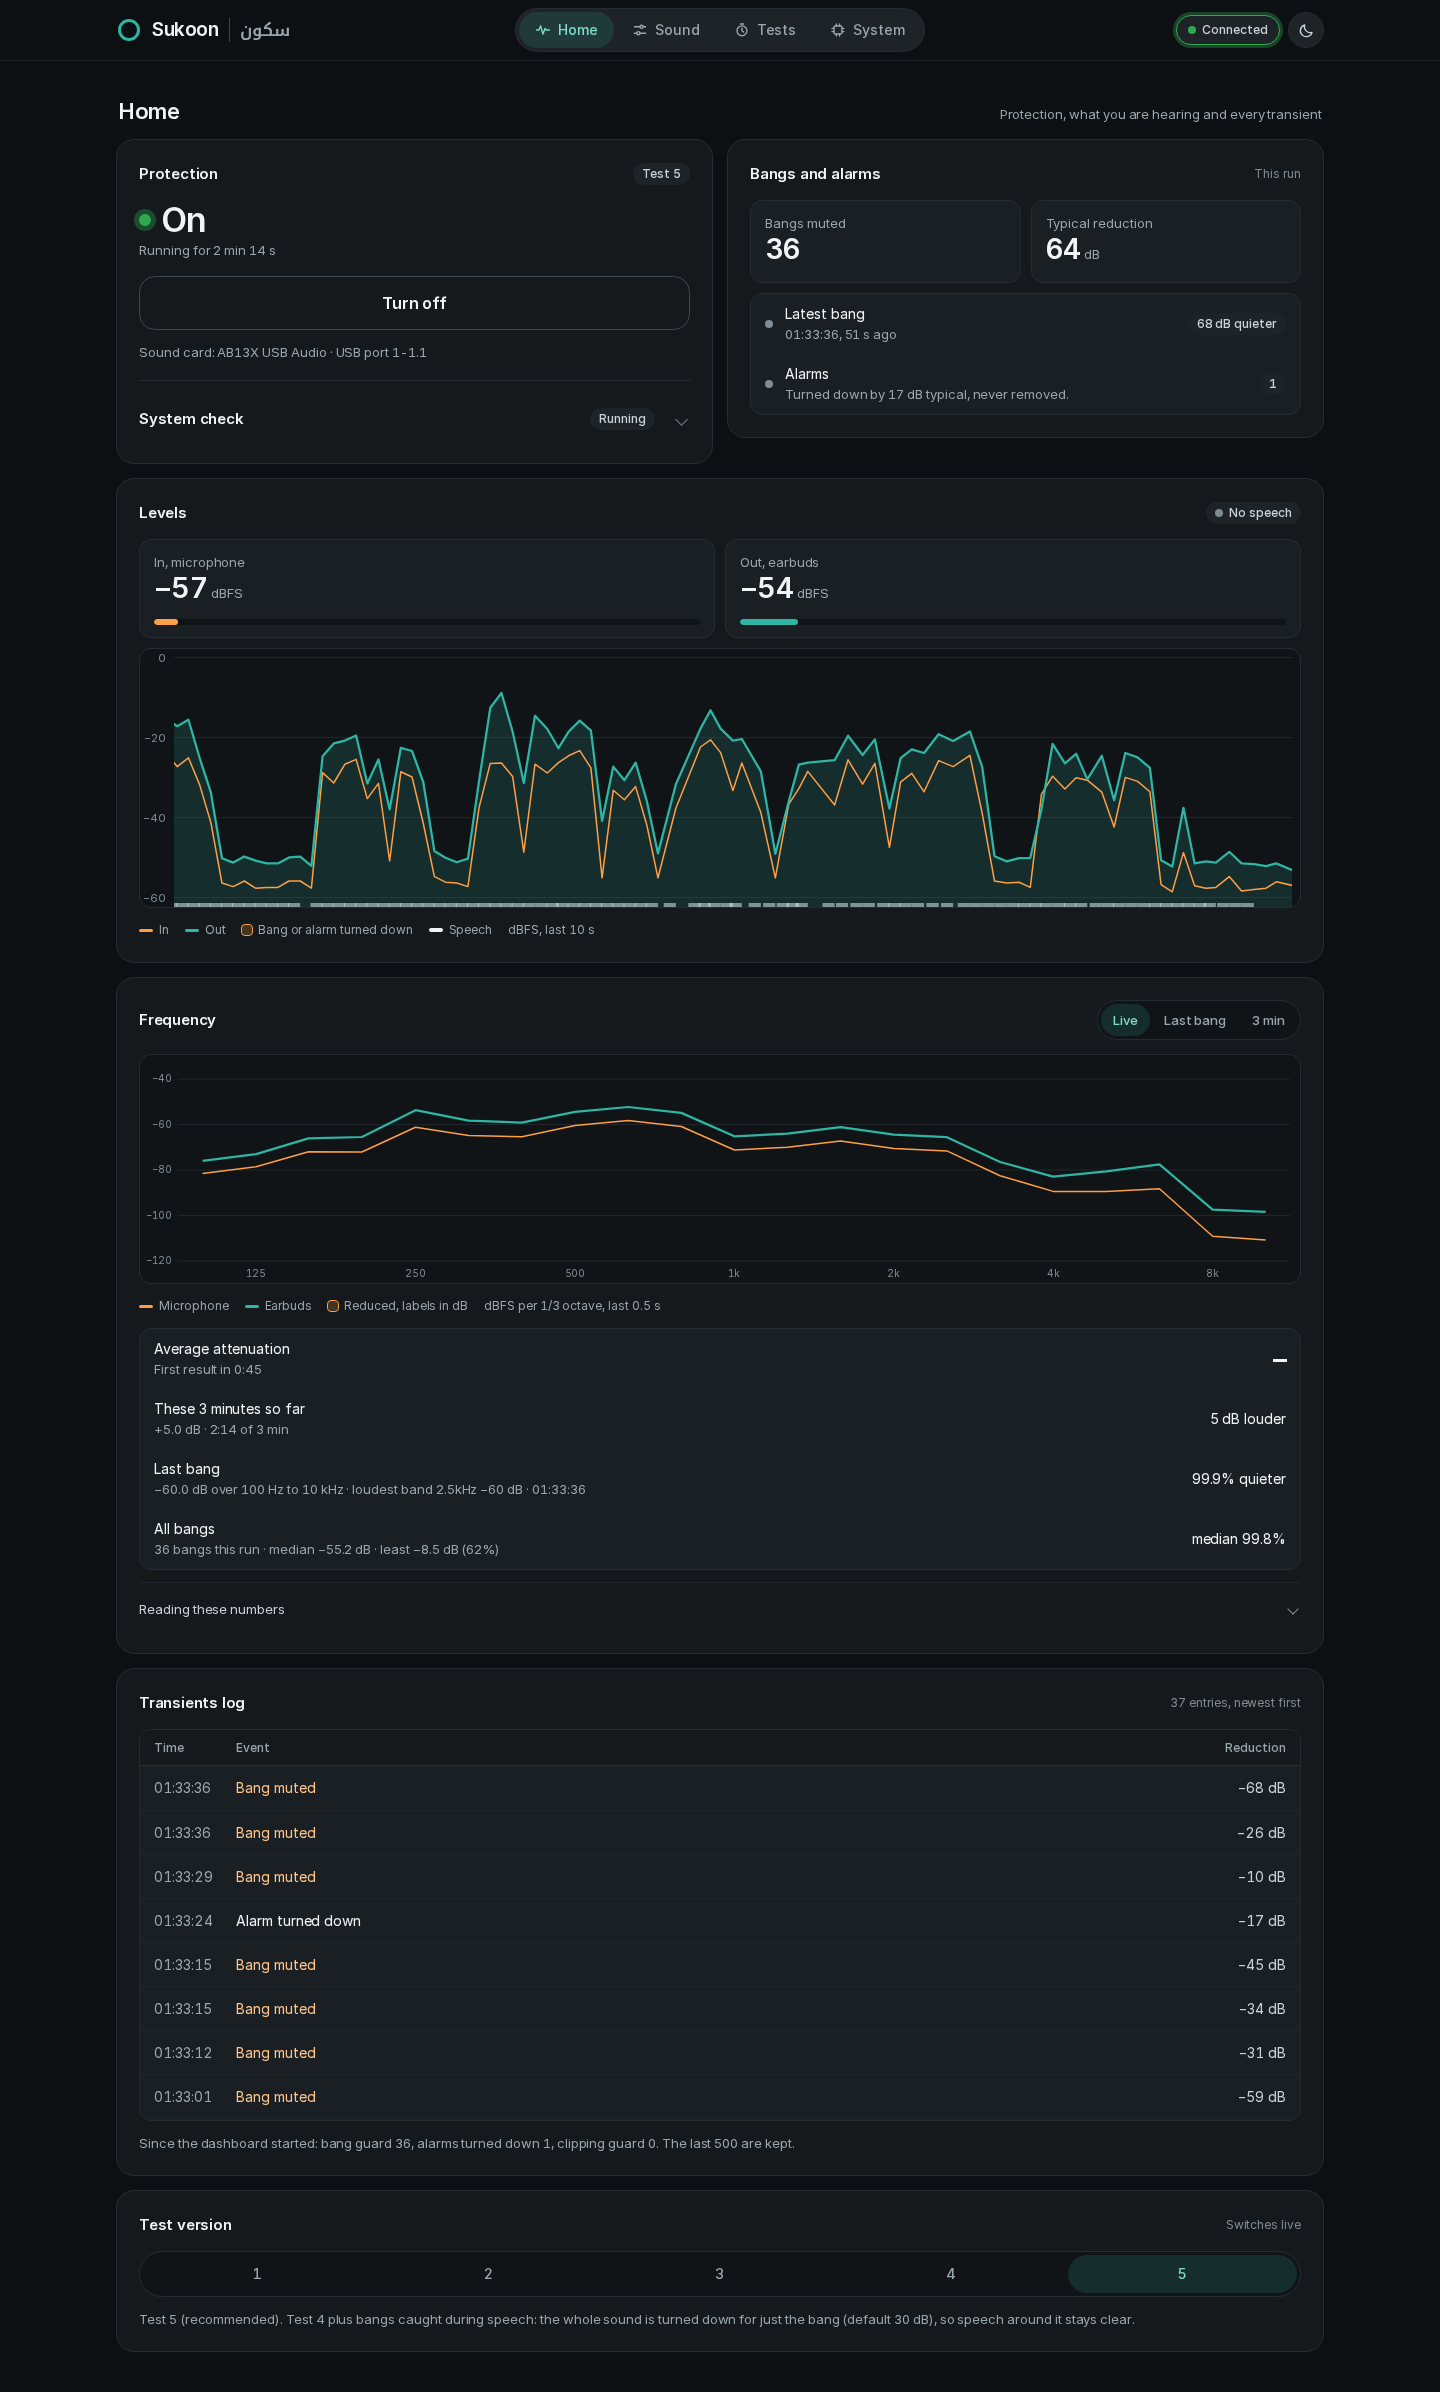 Sukoon
سكون
Home
Sound
Tests
System
Connected
Home
Protection, what you are hearing and every transient
Protection
Test 5
On
Running for 2 min 14 s
Turn off
Sound card: AB13X USB Audio · USB port 1-1.1
System check
Running
Bangs and alarms
This run
Bangs muted
36
Typical reduction
64 dB
Latest bang
01:33:36, 51 s ago
68 dB quieter
Alarms
Turned down by 17 dB typical, never removed.
1
Levels
No speech
In, microphone
−57 dBFS
Out, earbuds
−54 dBFS
0
−20
−40
−60
In
Out
Bang or alarm turned down
Speech
dBFS, last 10 s
Frequency
Live
Last bang
3 min
−40
−60
−80
−100
−120
125
250
500
1k
2k
4k
8k
Microphone
Earbuds
Reduced, labels in dB
dBFS per 1/3 octave, last 0.5 s
Average attenuation
First result in 0:45
–
These 3 minutes so far
+5.0 dB · 2:14 of 3 min
5 dB louder
Last bang
−60.0 dB over 100 Hz to 10 kHz · loudest band 2.5kHz −60 dB · 01:33:36
99.9% quieter
All bangs
36 bangs this run · median −55.2 dB · least −8.5 dB (62%)
median 99.8%
Reading these numbers
Transients log
37 entries, newest first
Time
Event
Reduction
01:33:36
Bang muted
−68 dB
01:33:36
Bang muted
−26 dB
01:33:29
Bang muted
−10 dB
01:33:24
Alarm turned down
−17 dB
01:33:15
Bang muted
−45 dB
01:33:15
Bang muted
−34 dB
01:33:12
Bang muted
−31 dB
01:33:01
Bang muted
−59 dB
Since the dashboard started: bang guard 36, alarms turned down 1, clipping guard 0. The last 500 are kept.
Test version
Switches live
1
2
3
4
5
Test 5 (recommended). Test 4 plus bangs caught during speech: the whole sound is turned down for just the bang (default 30 dB), so speech around it stays clear.